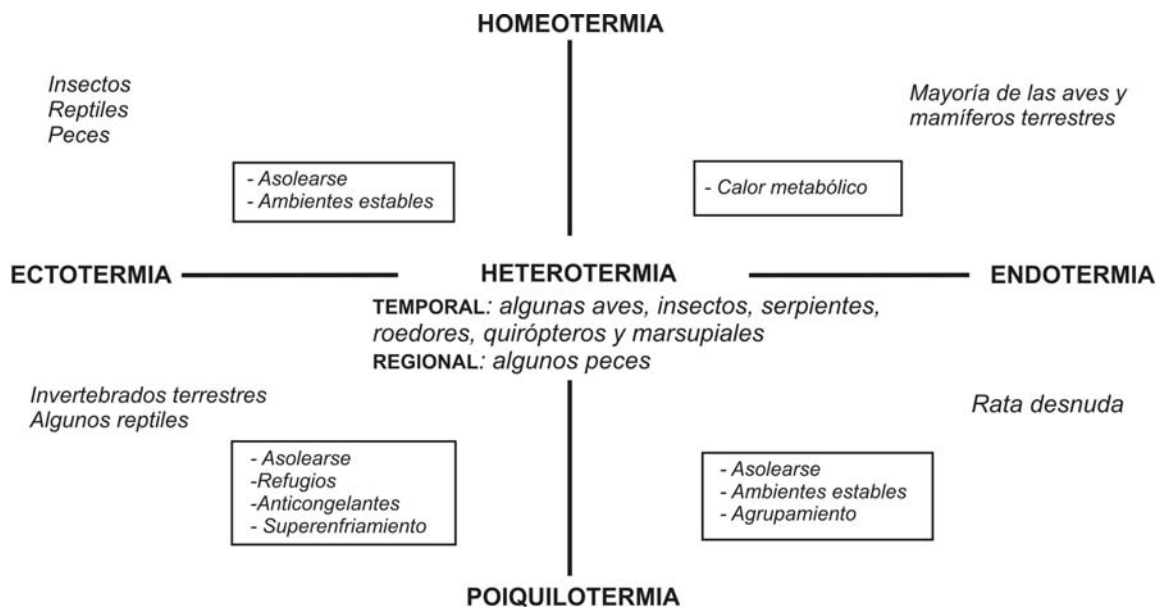 HOMEOTERMIA
Insectos
Reptiles
Peces
Mayoría de las aves y
mamíferos terrestres
- Asolearse
- Ambientes estables
- Calor metabólico
ECTOTERMIA
HETEROTERMIA
ENDOTERMIA
TEMPORAL: algunas aves, insectos, serpientes,
roedores, quirópteros y marsupiales
REGIONAL: algunos peces
Invertebrados terrestres
Algunos reptiles
Rata desnuda
- Asolearse
-Refugios
-Anticongelantes
- Superenfriamiento
- Asolearse
- Ambientes estables
- Agrupamiento
POIQUILOTERMIA